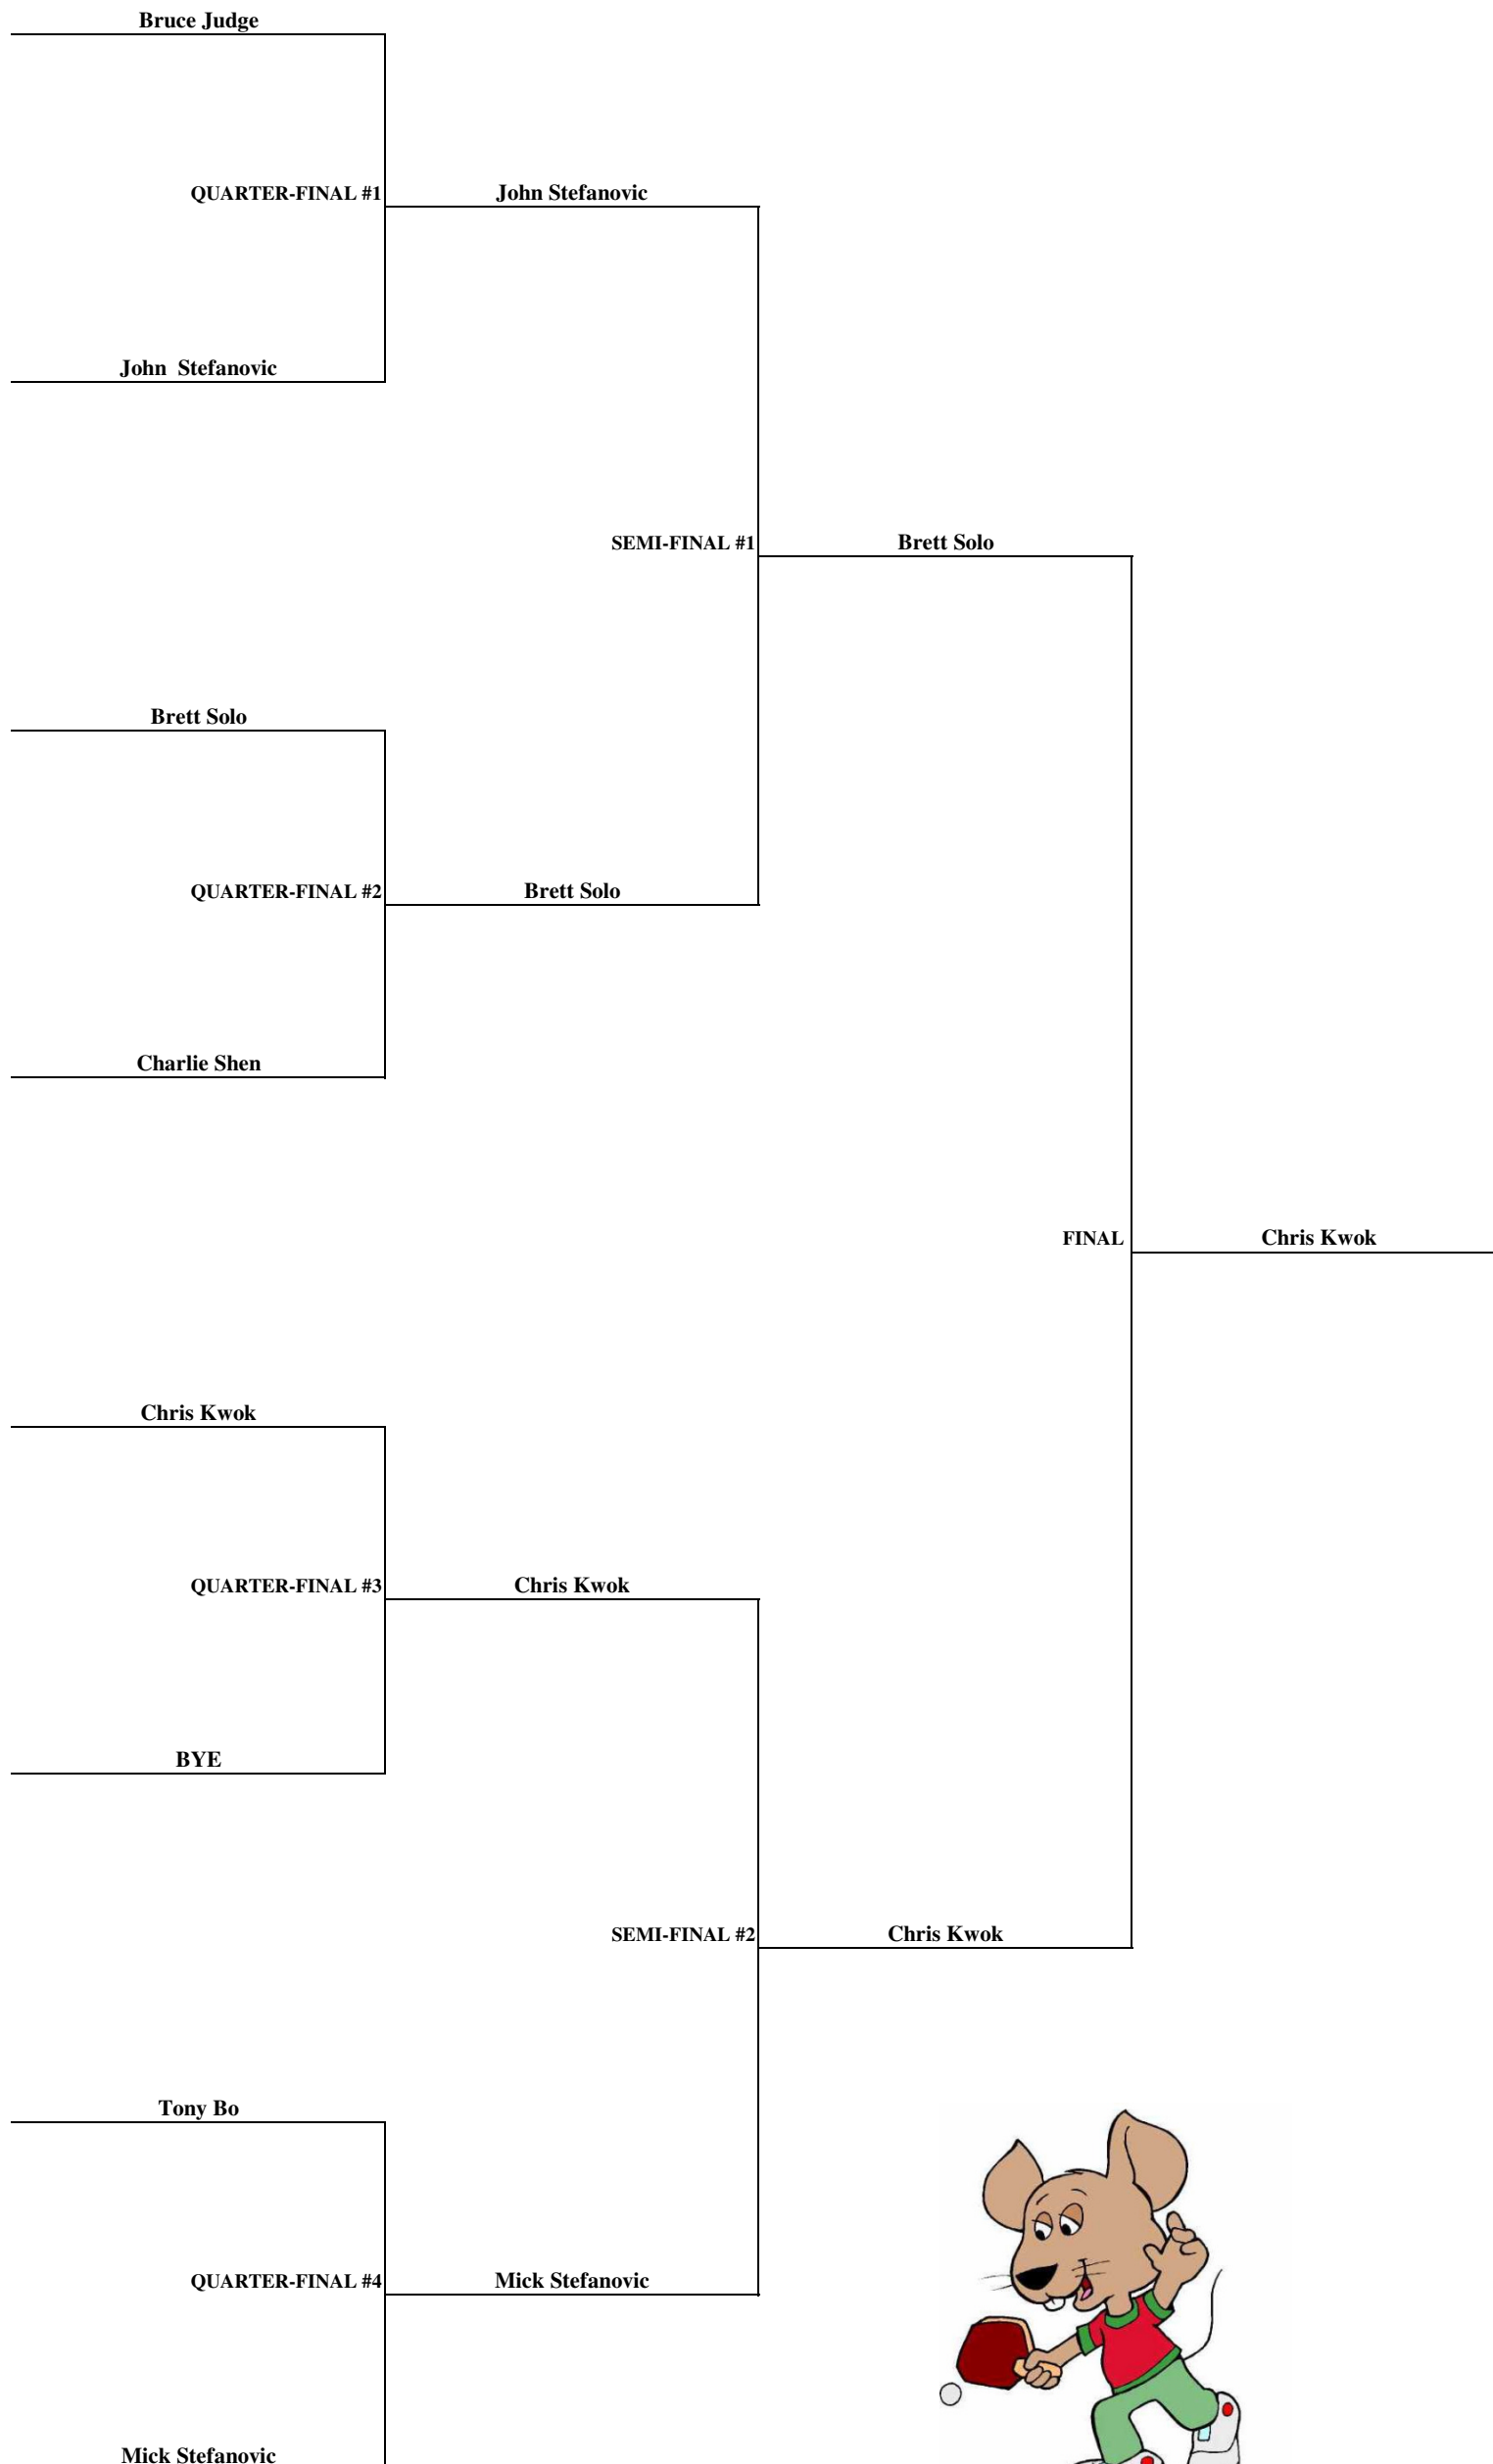 Bruce Judge
QUARTER-FINAL #1
John Stefanovic
John  Stefanovic
SEMI-FINAL #1
Brett Solo
Brett Solo
QUARTER-FINAL #2
Brett Solo
Charlie Shen
FINAL
Chris Kwok
Chris Kwok
QUARTER-FINAL #3
Chris Kwok
BYE
SEMI-FINAL #2
Chris Kwok
Tony Bo
QUARTER-FINAL #4
Mick Stefanovic
Mick Stefanovic